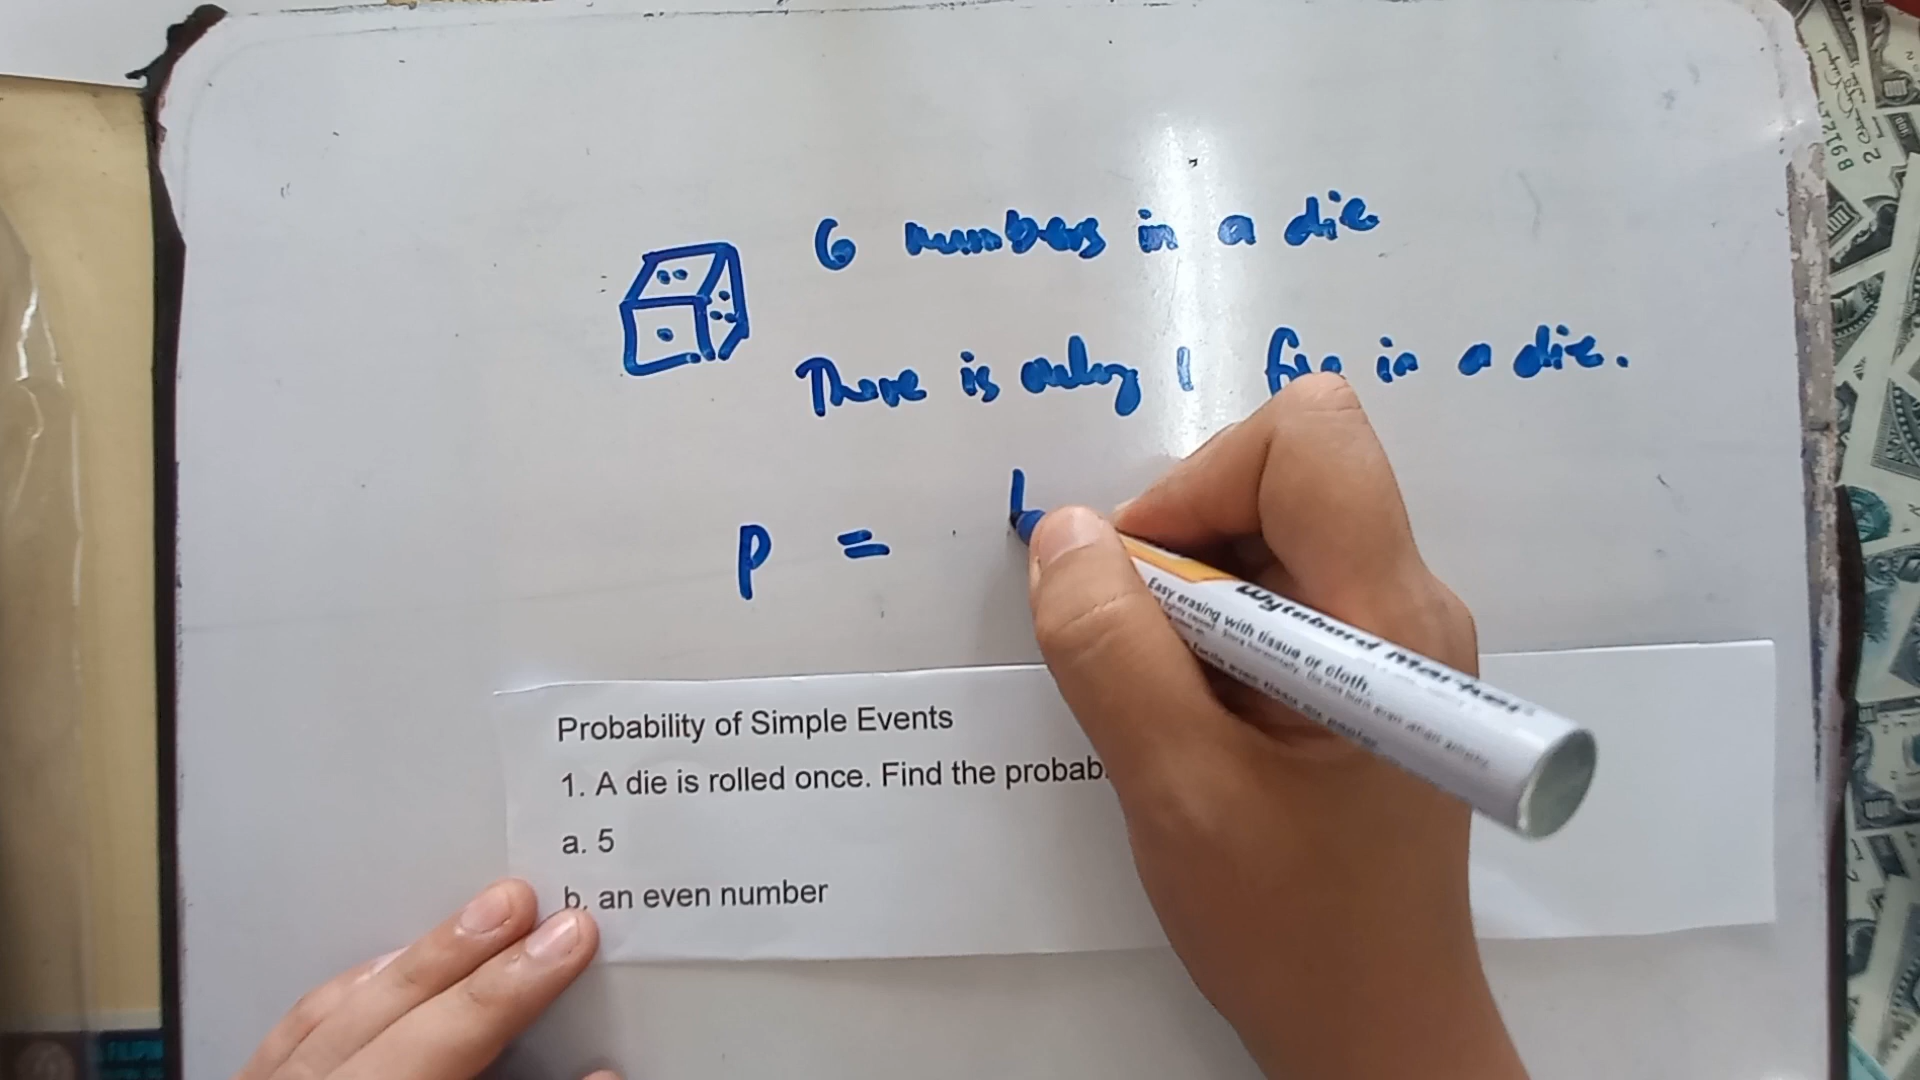 6 numbers in a die
There is only 1 five in a die.
P =
Probability of Simple Events
1. A die is rolled once. Find the probab
a. 5
b. an even number
Wytebord Marker
Easy erasing with tissue or cloth.